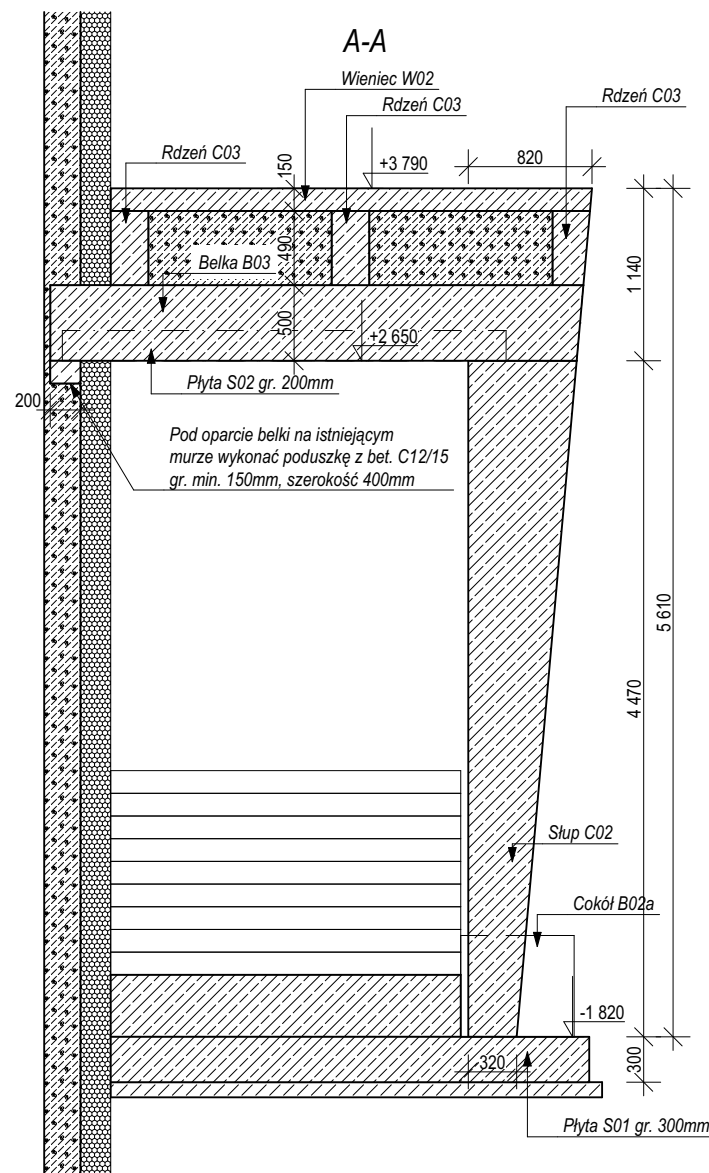 A-A
Wieniec W02
Rdzeń C03
Rdzeń C03
Rdzeń C03
150
+3 790
820
490
Belka B03
1 140
500
+2 650
Płyta S02 gr. 200mm
200
Pod oparcie belki na istniejącym
murze wykonać poduszkę z bet. C12/15
gr. min. 150mm, szerokość 400mm
5 610
4 470
Słup C02
Cokół B02a
-1 820
320
300
Płyta S01 gr. 300mm